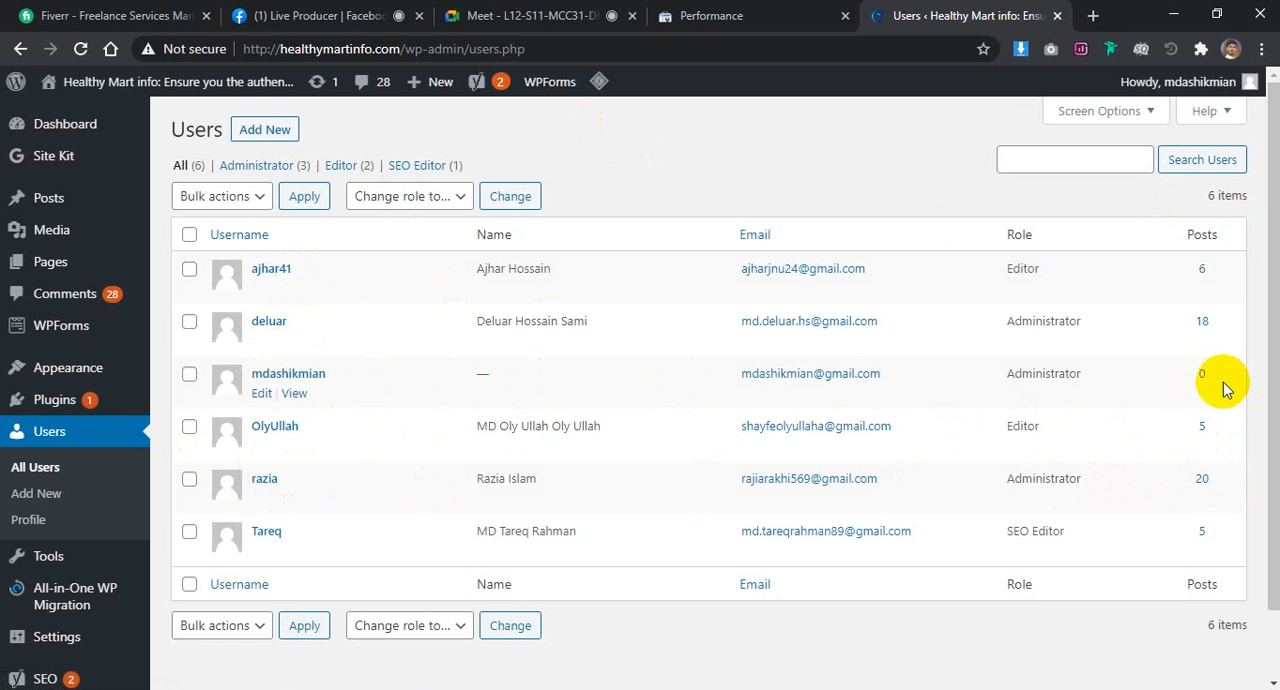 Fiverr - Freelance Services Mar
(1) Live Producer | Faceboo
Meet - L12-S11-MCC31-D
Performance
Users ‹ Healthy Mart info: Ensu
Not secure | http://healthymartinfo.com/wp-admin/users.php
Healthy Mart info: Ensure you the authen... 1 28 + New 2 WPForms
Howdy, mdashikmian
Dashboard
Site Kit
Posts
Media
Pages
Comments 28
WPForms
Appearance
Plugins 1
Users
All Users
Add New
Profile
Tools
All-in-One WP
Migration
Settings
SEO 2
Screen Options
Help
Users Add New
All (6) | Administrator (3) | Editor (2) | SEO Editor (1)
Search Users
Bulk actions Apply Change role to... Change
6 items
Username Name Email Role Posts
ajhar41 Ajhar Hossain ajharjnu24@gmail.com Editor 6
deluar Deluar Hossain Sami md.deluar.hs@gmail.com Administrator 18
mdashikmian — mdashikmian@gmail.com Administrator 0
Edit | View
OlyUllah MD Oly Ullah Oly Ullah shayfeolyullaha@gmail.com Editor 5
razia Razia Islam rajiarakhi569@gmail.com Administrator 20
Tareq MD Tareq Rahman md.tareqrahman89@gmail.com SEO Editor 5
Username Name Email Role Posts
Bulk actions Apply Change role to... Change
6 items